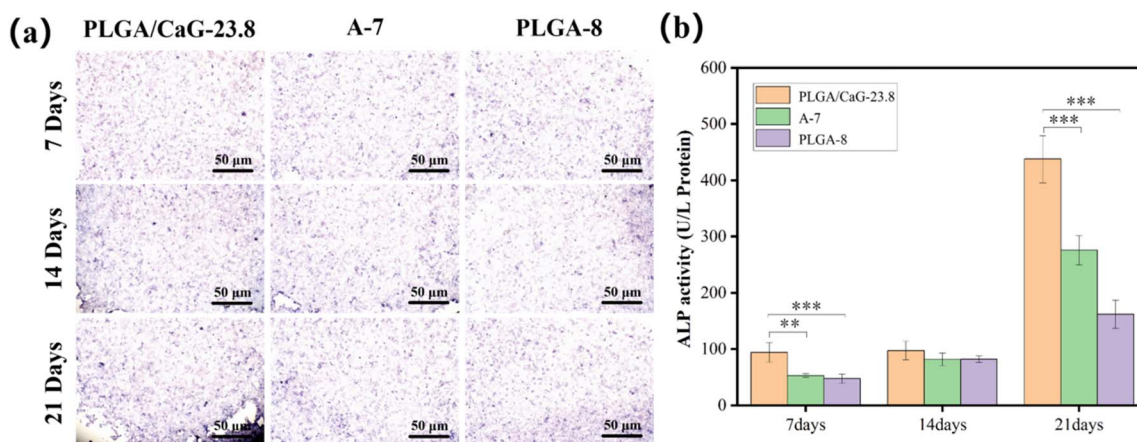 (a)
PLGA/CaG-23.8 A-7 PLGA-8
7 Days
50 μm 50 μm 50 μm
14 Days
50 μm 50 μm 50 μm
21 Days
50 μm 50 μm 50 μm
(b)
ALP activity (U/L Protein)
600
500
400
300
200
100
0
PLGA/CaG-23.8
A-7
PLGA-8
***
**
***
***
7days 14days 21days